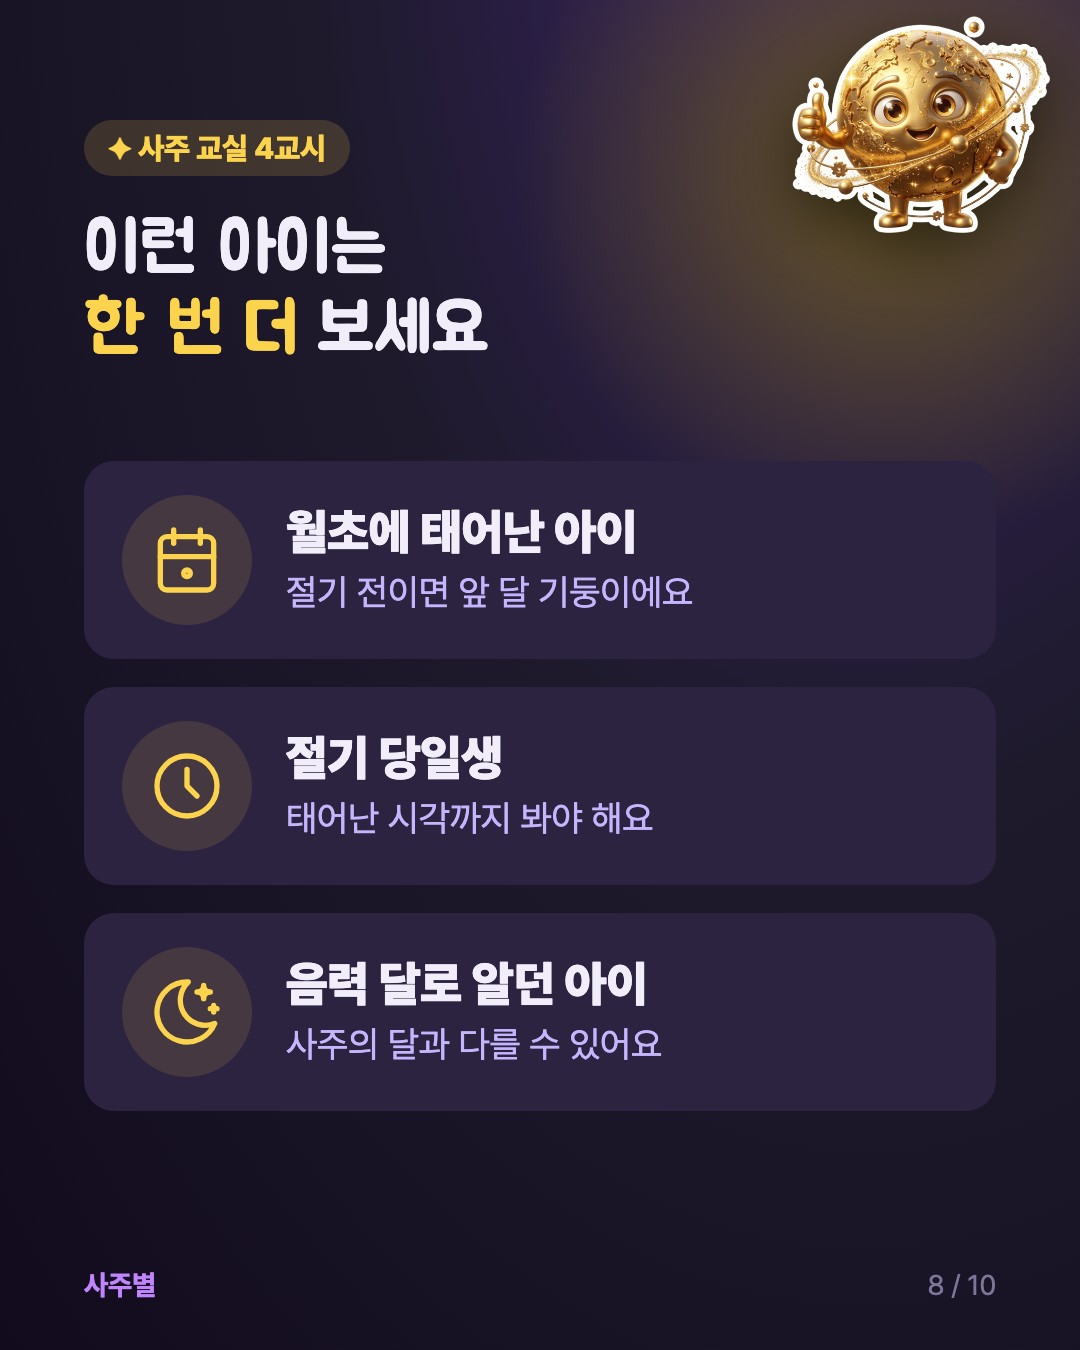 ✦ 사주 교실 4교시
이런 아이는
한 번 더 보세요
월초에 태어난 아이
절기 전이면 앞 달 기둥이에요
절기 당일생
태어난 시각까지 봐야 해요
음력 달로 알던 아이
사주의 달과 다를 수 있어요
사주별
8 / 10